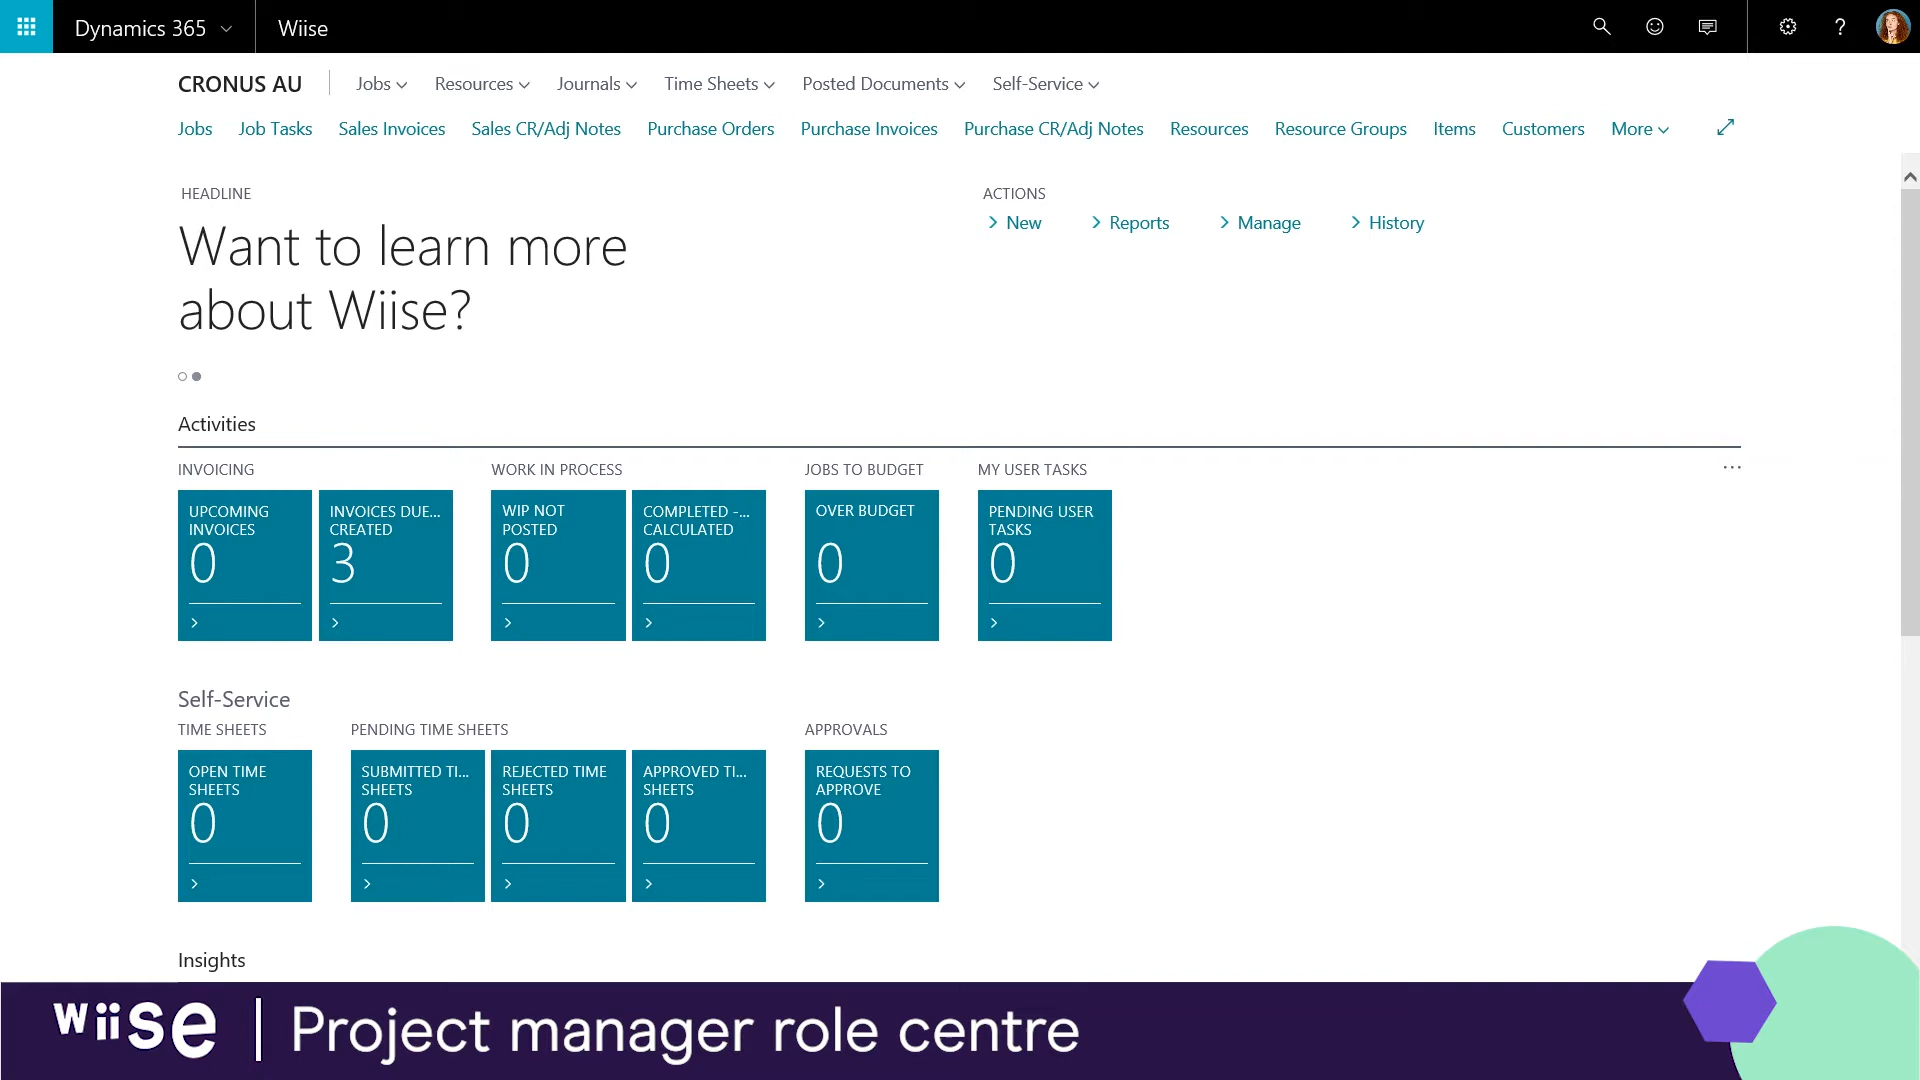 Dynamics 365 Wiise
CRONUS AU Jobs Resources Journals Time Sheets Posted Documents Self-Service
Jobs Job Tasks Sales Invoices Sales CR/Adj Notes Purchase Orders Purchase Invoices Purchase CR/Adj Notes Resources Resource Groups Items Customers More
HEADLINE
Want to learn more
about Wiise?
ACTIONS
New Reports Manage History
Activities
INVOICING WORK IN PROCESS JOBS TO BUDGET MY USER TASKS
...
UPCOMING
INVOICES
0
INVOICES DUE...
CREATED
3
WIP NOT
POSTED
0
COMPLETED -...
CALCULATED
0
OVER BUDGET
0
PENDING USER
TASKS
0
Self-Service
TIME SHEETS PENDING TIME SHEETS APPROVALS
OPEN TIME
SHEETS
0
SUBMITTED TI...
SHEETS
0
REJECTED TIME
SHEETS
0
APPROVED TI...
SHEETS
0
REQUESTS TO
APPROVE
0
Insights
wiise | Project manager role centre